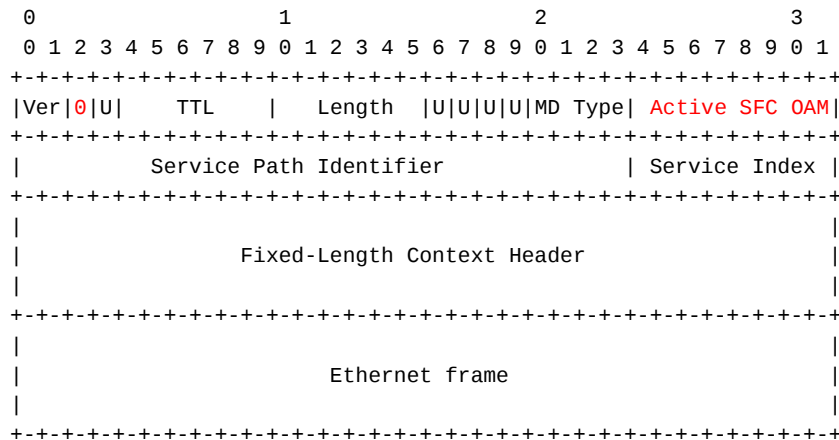 0                   1                   2                   3
 0 1 2 3 4 5 6 7 8 9 0 1 2 3 4 5 6 7 8 9 0 1 2 3 4 5 6 7 8 9 0 1
+-+-+-+-+-+-+-+-+-+-+-+-+-+-+-+-+-+-+-+-+-+-+-+-+-+-+-+-+-+-+-+-+
|Ver|0|U|    TTL    |   Length  |U|U|U|U|MD Type| Active SFC OAM|
+-+-+-+-+-+-+-+-+-+-+-+-+-+-+-+-+-+-+-+-+-+-+-+-+-+-+-+-+-+-+-+-+
|          Service Path Identifier              | Service Index |
+-+-+-+-+-+-+-+-+-+-+-+-+-+-+-+-+-+-+-+-+-+-+-+-+-+-+-+-+-+-+-+-+
|                                                               |
|                 Fixed-Length Context Header                   |
|                                                               |
+-+-+-+-+-+-+-+-+-+-+-+-+-+-+-+-+-+-+-+-+-+-+-+-+-+-+-+-+-+-+-+-+
|                                                               |
|                        Ethernet frame                         |
|                                                               |
+-+-+-+-+-+-+-+-+-+-+-+-+-+-+-+-+-+-+-+-+-+-+-+-+-+-+-+-+-+-+-+-+